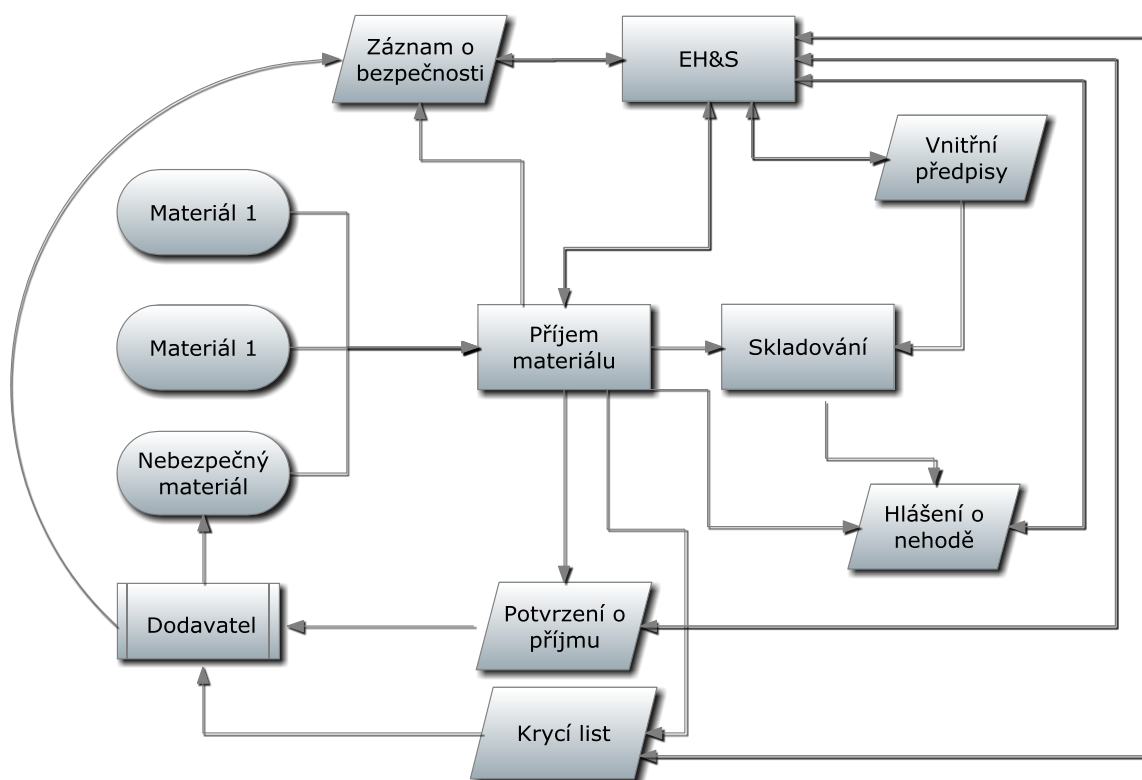 Záznam o
bezpečnosti
EH&S
Vnitřní
předpisy
Materiál 1
Materiál 1
Příjem
materiálu
Skladování
Nebezpečný
materiál
Hlášení o
nehodě
Dodavatel
Potvrzení o
příjmu
Krycí list